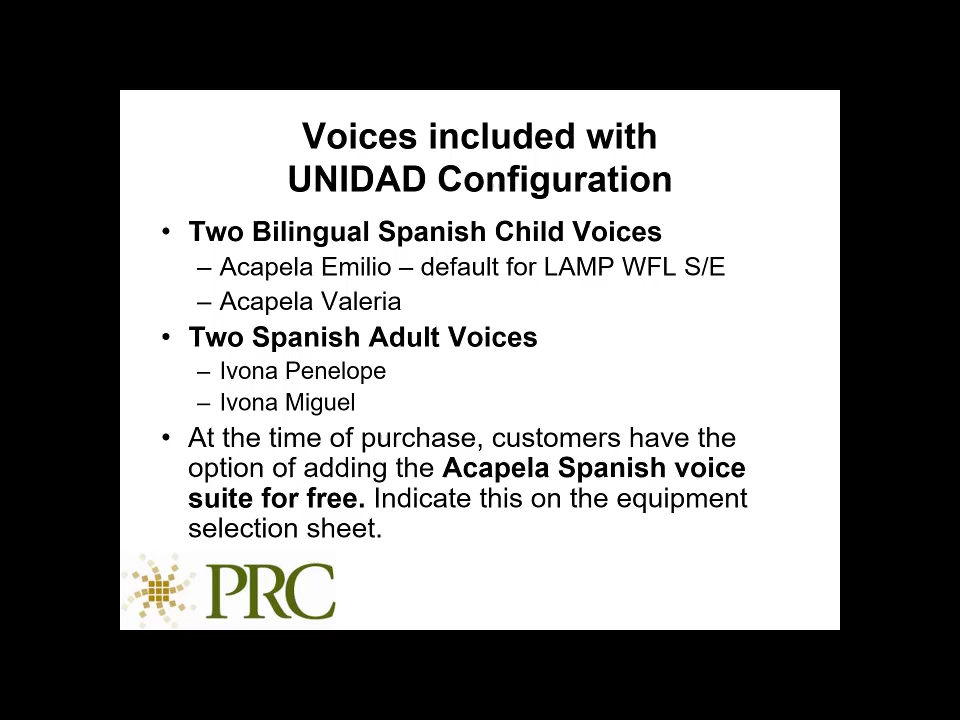 Voices included with
UNIDAD Configuration
• Two Bilingual Spanish Child Voices
– Acapela Emilio – default for LAMP WFL S/E
– Acapela Valeria
• Two Spanish Adult Voices
– Ivona Penelope
– Ivona Miguel
• At the time of purchase, customers have the
option of adding the Acapela Spanish voice
suite for free. Indicate this on the equipment
selection sheet.
PRC